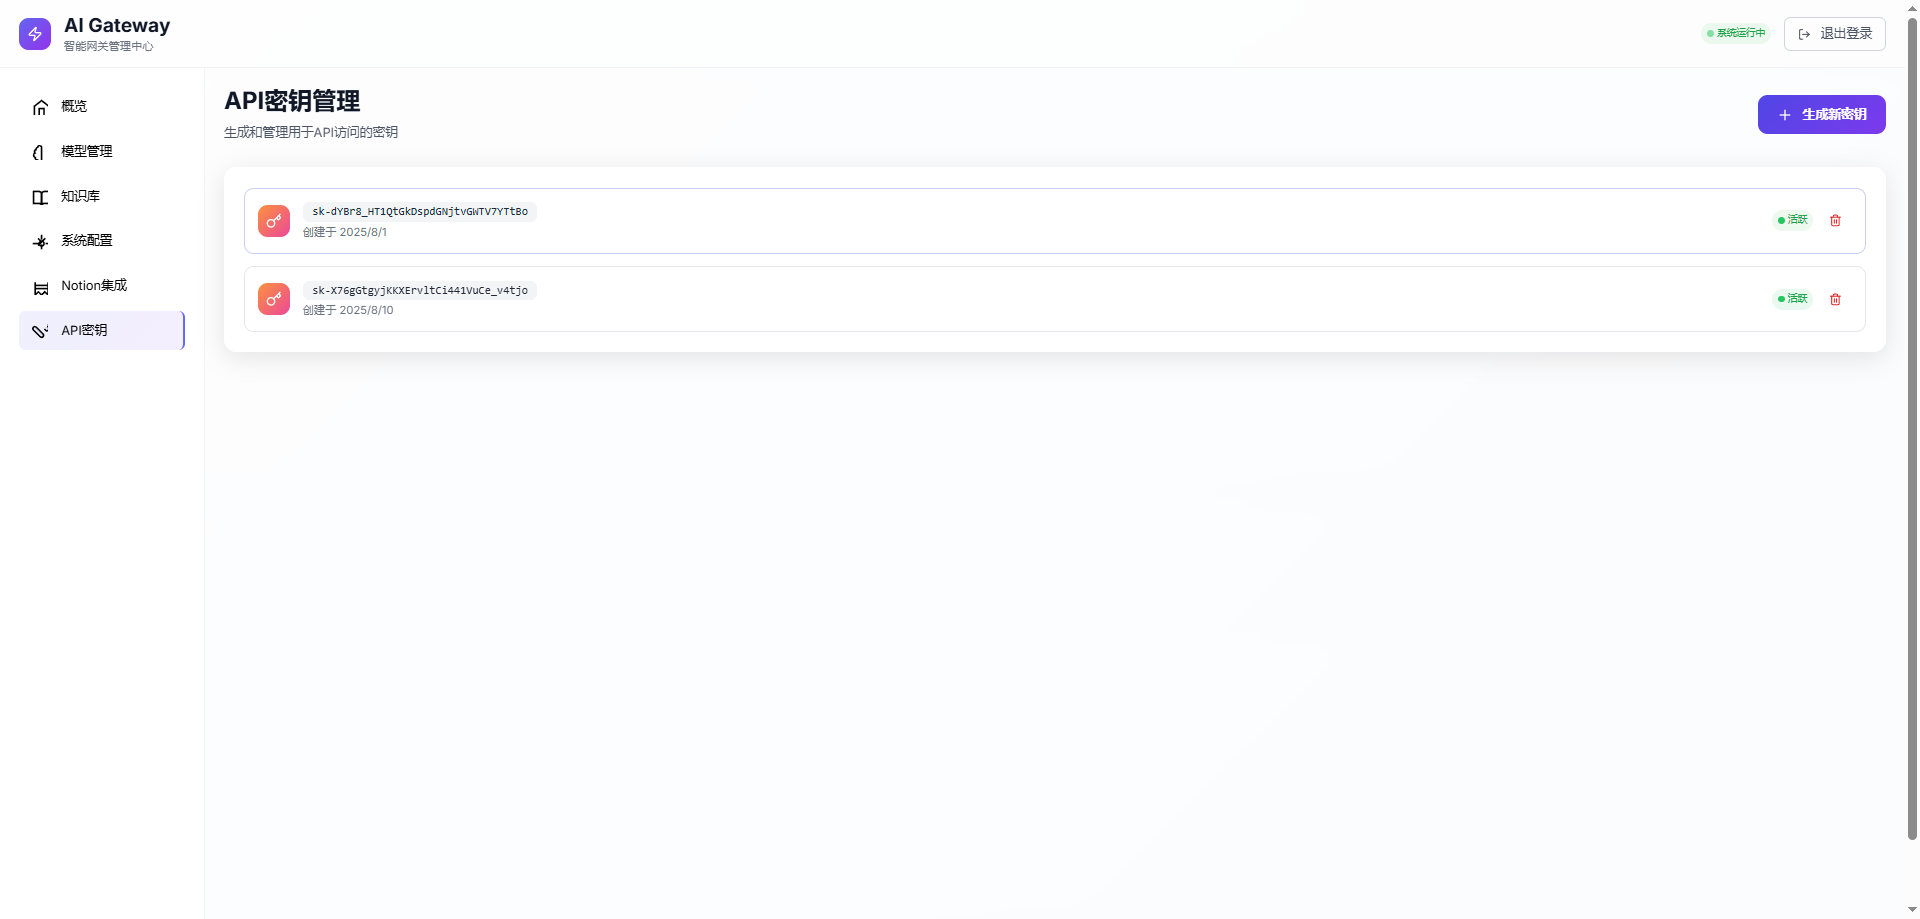 AI Gateway
智能网关管理中心
系统运行中
退出登录
概览
模型管理
知识库
系统配置
Notion集成
API密钥
API密钥管理
生成和管理用于API访问的密钥
生成新密钥
sk-dYBr8_HT1QtGkDspdGNjtvGWTV7YTtBo
创建于 2025/8/1
活跃
sk-X76gGtgyjKKXErvltCi441VuCe_v4tjo
创建于 2025/8/10
活跃